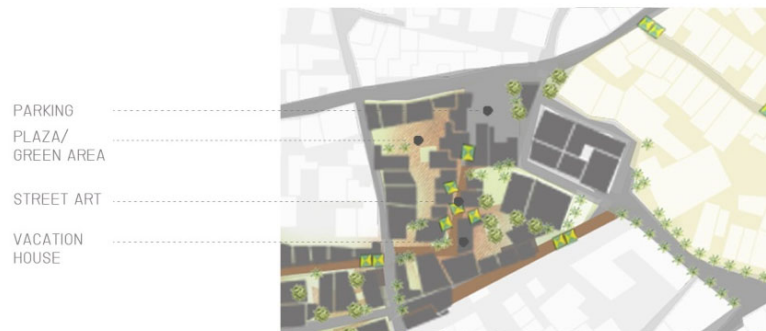 PARKING
PLAZA/
GREEN AREA
STREET ART
VACATION
HOUSE